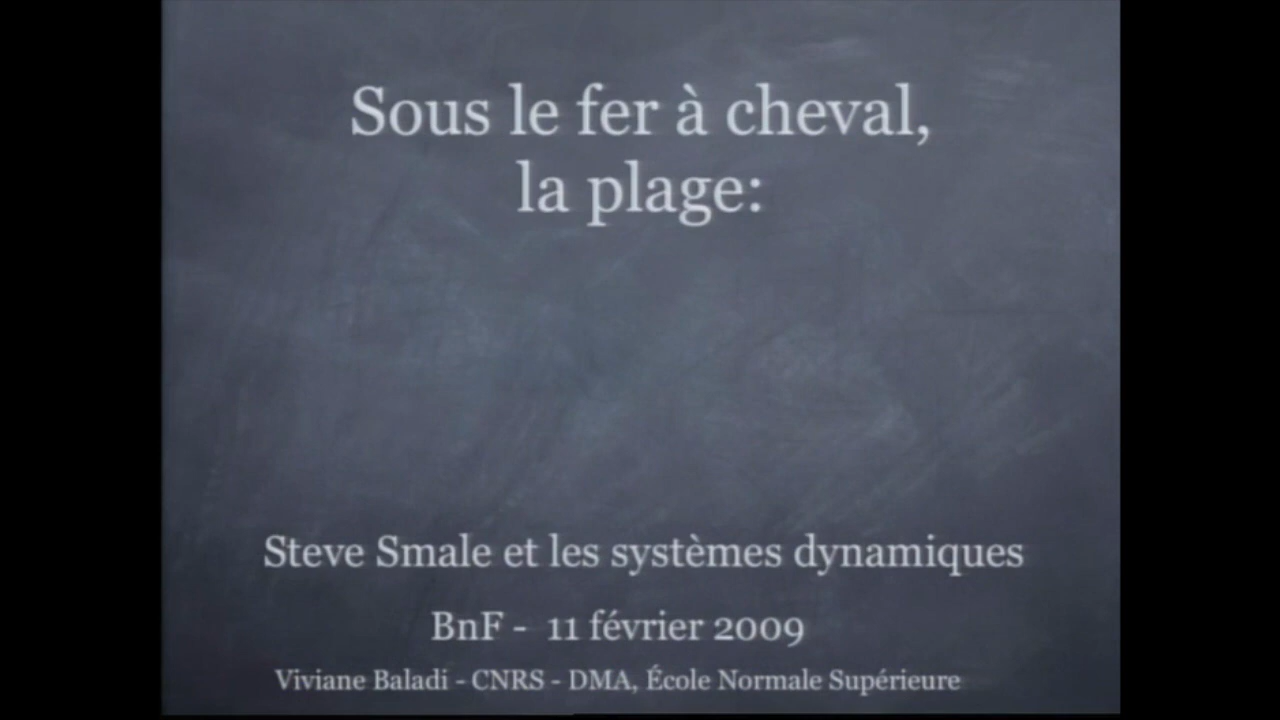 Sous le fer à cheval,
la plage:
Steve Smale et les systèmes dynamiques
BnF - 11 février 2009
Viviane Baladi - CNRS - DMA, École Normale Supérieure